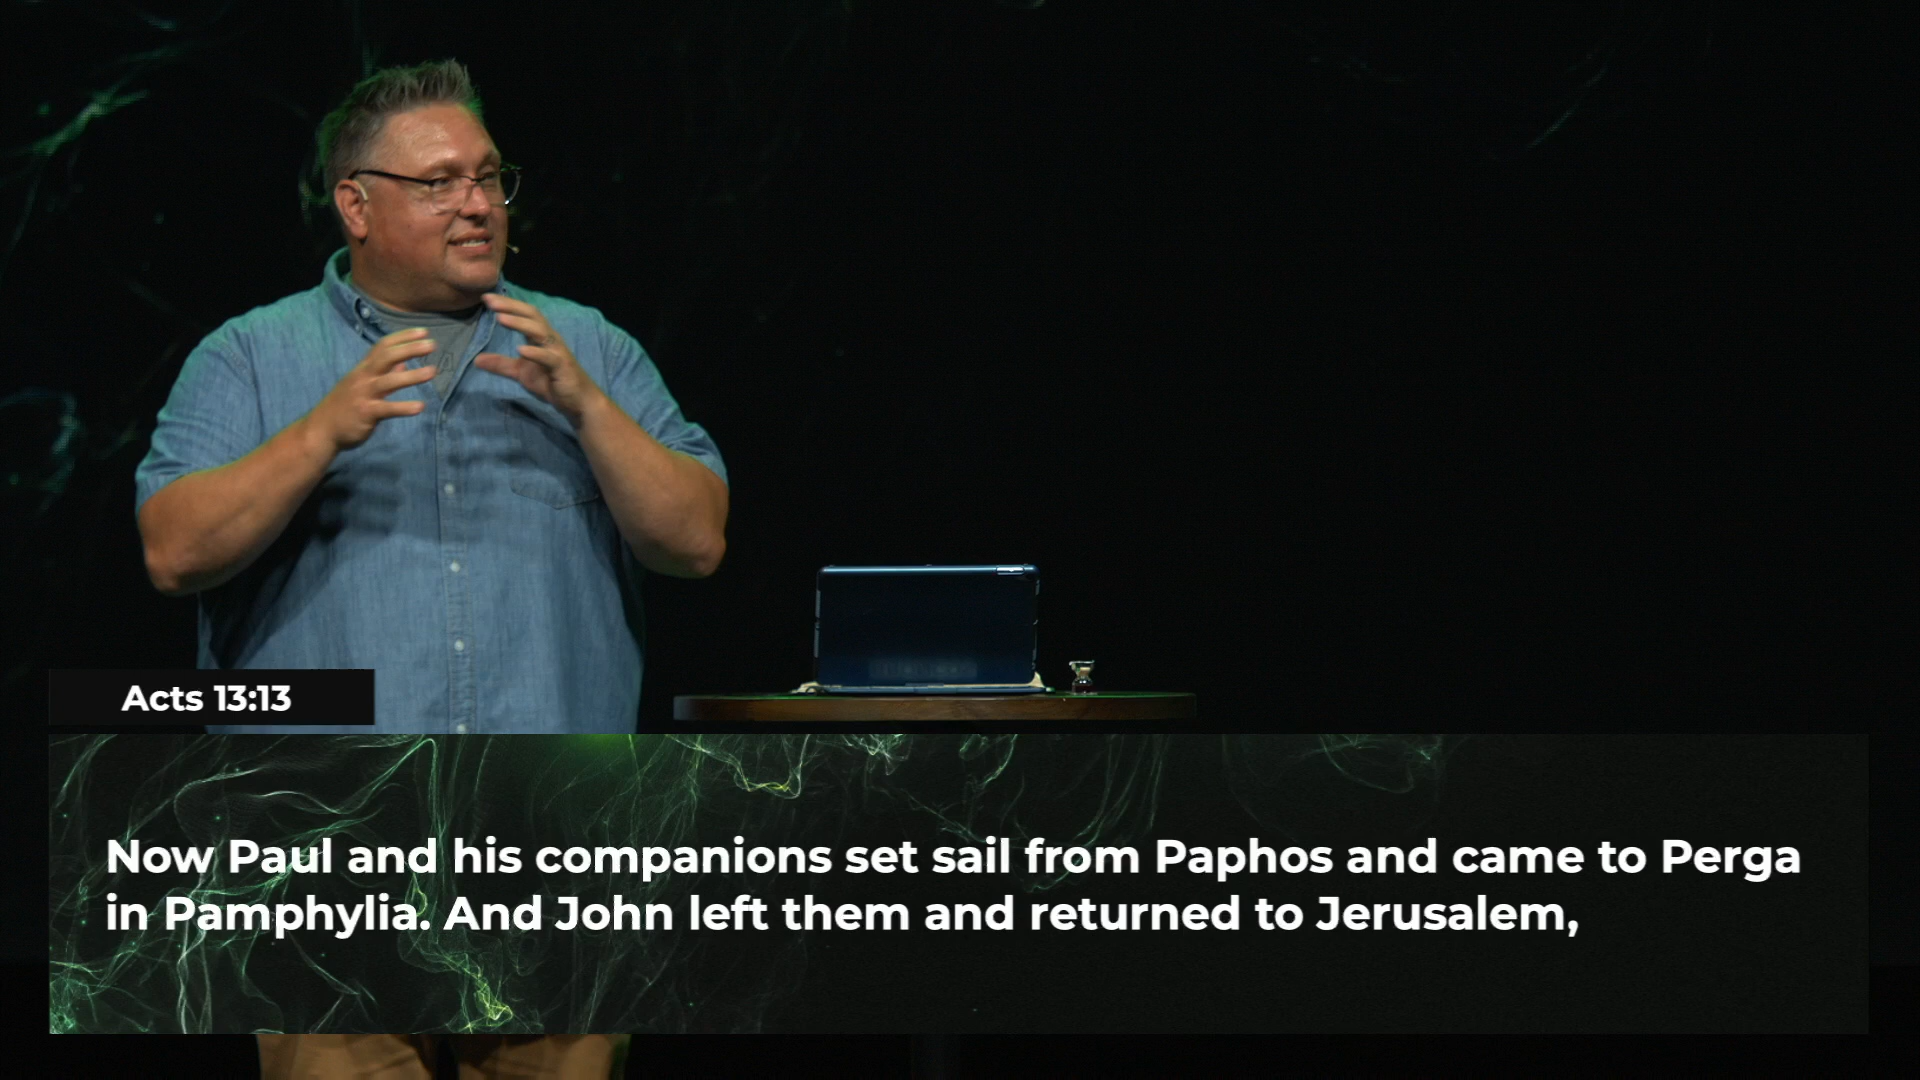 Acts 13:13
Now Paul and his companions set sail from Paphos and came to Perga
in Pamphylia. And John left them and returned to Jerusalem,